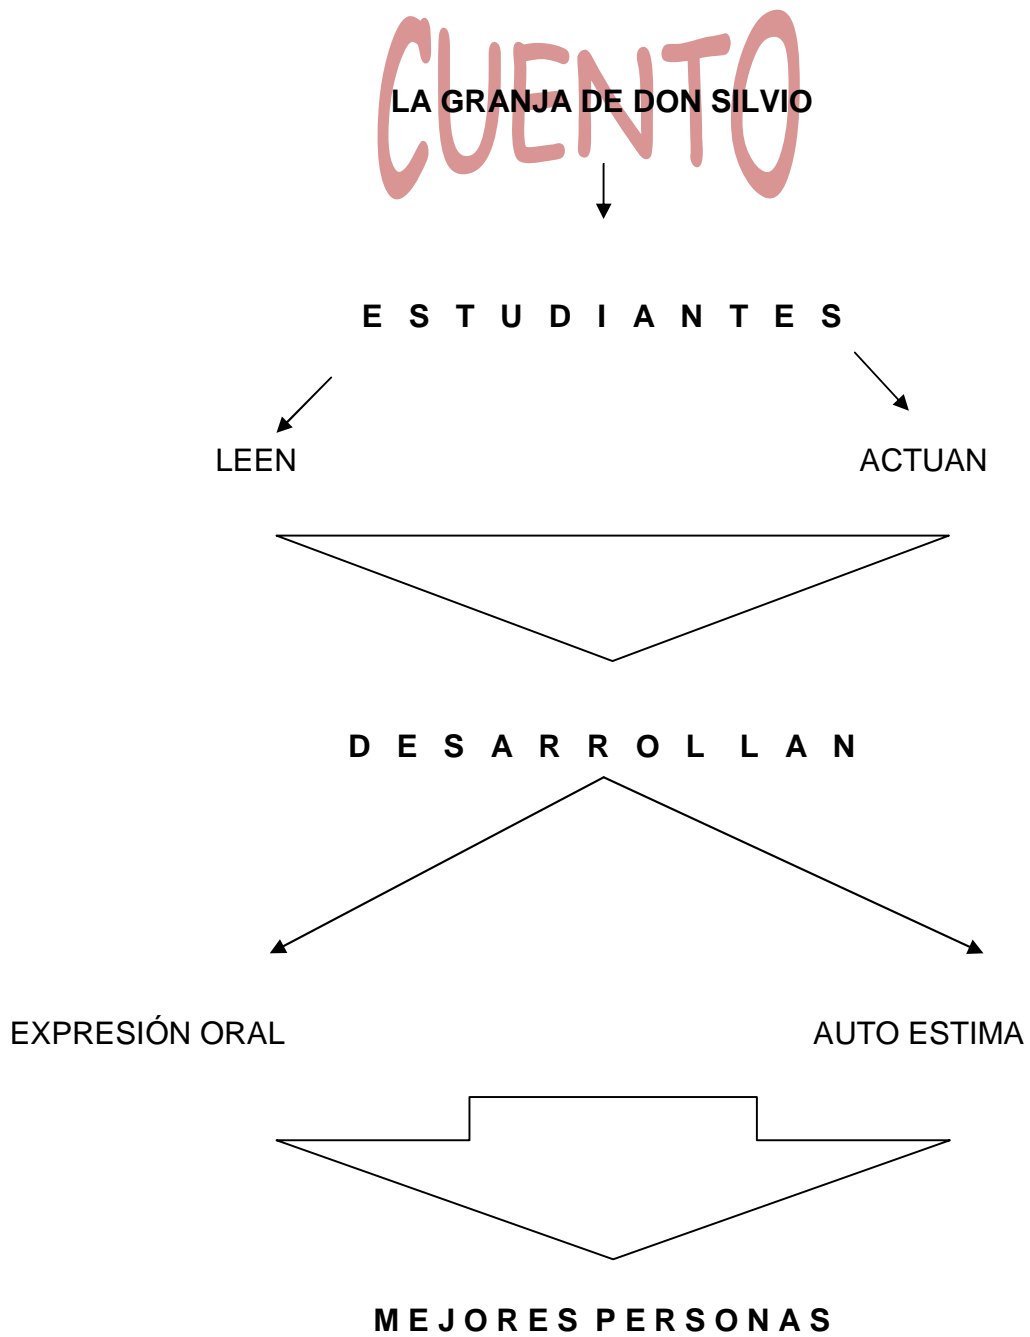 CUENTO
LA GRANJA DE DON SILVIO
E S T U D I A N T E S
LEEN
ACTUAN
D E S A R R O L L A N
EXPRESIÓN ORAL
AUTO ESTIMA
M E J O R E S P E R S O N A S